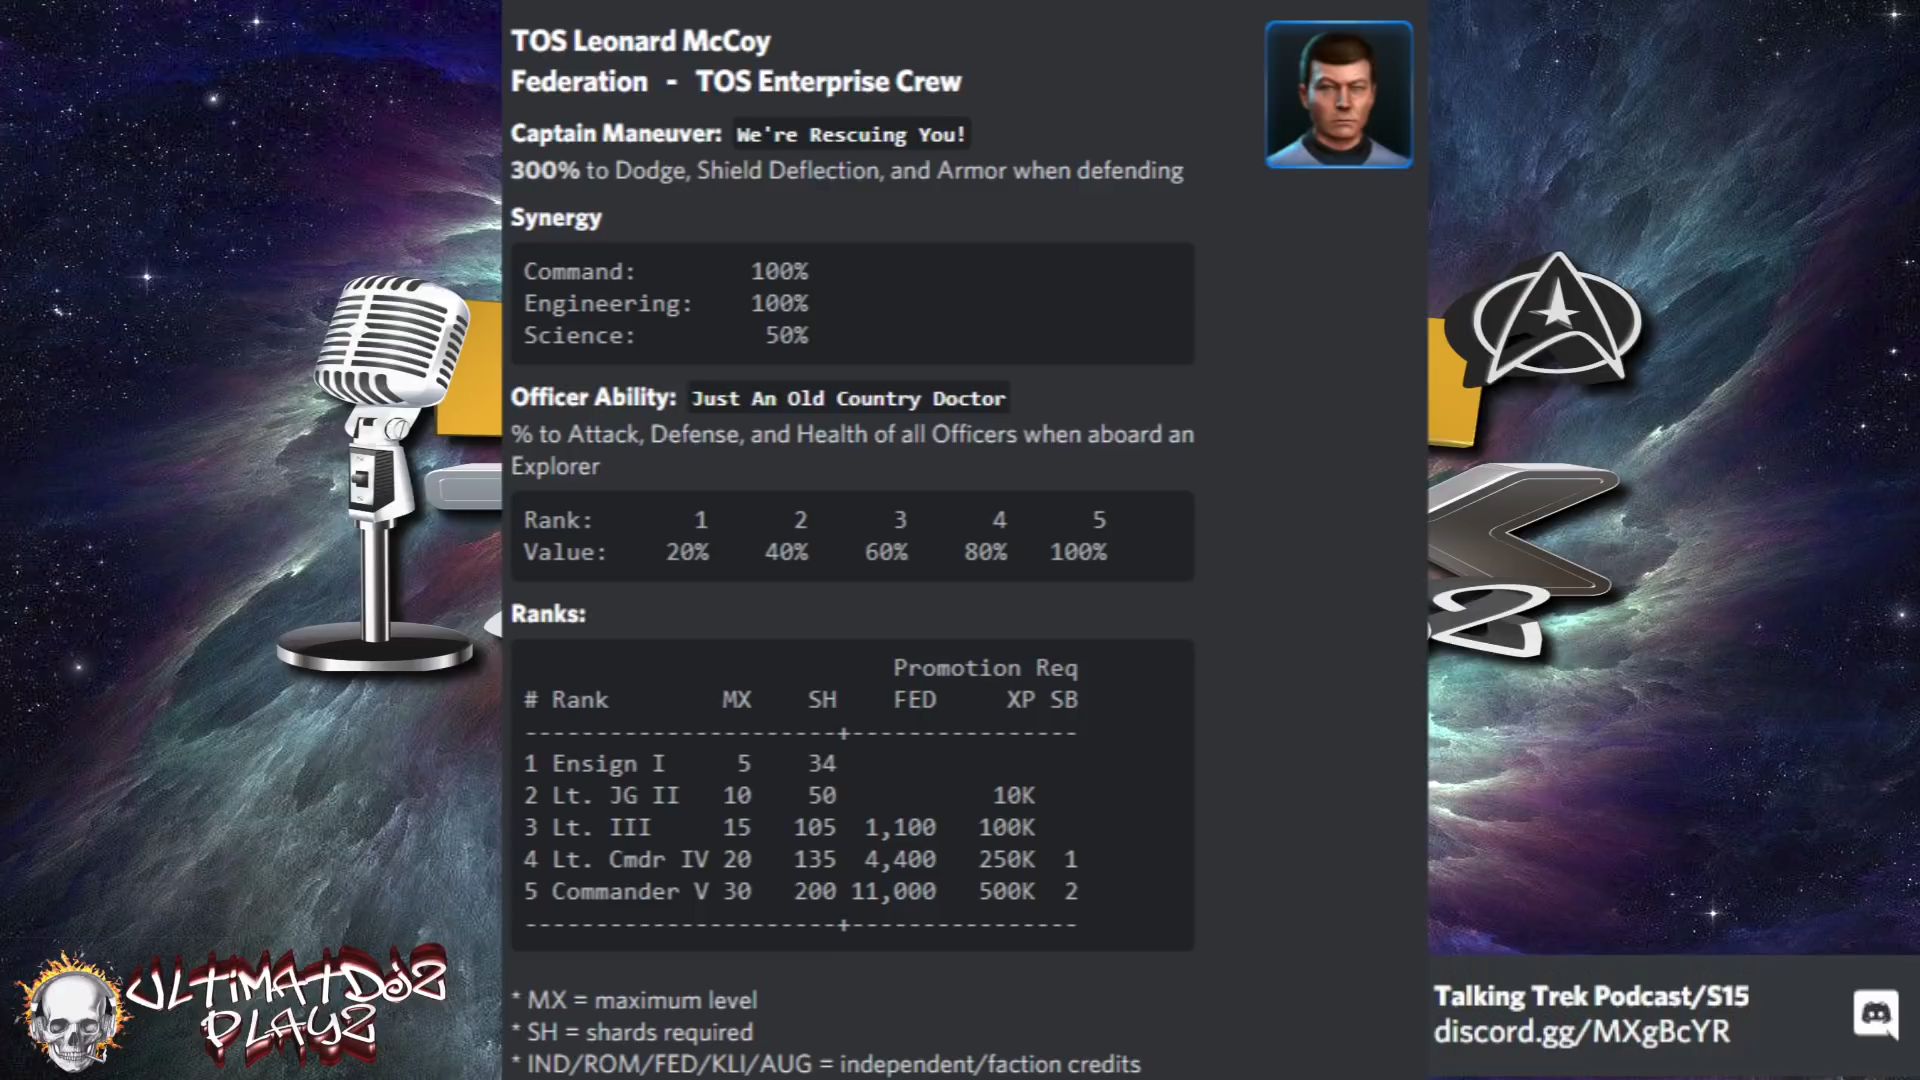 TOS Leonard McCoy
Federation - TOS Enterprise Crew
Captain Maneuver: We're Rescuing You!
300% to Dodge, Shield Deflection, and Armor when defending
Synergy
Command: 100%
Engineering: 100%
Science: 50%
Officer Ability: Just An Old Country Doctor
% to Attack, Defense, and Health of all Officers when aboard an
Explorer
Rank: 1 2 3 4 5
Value: 20% 40% 60% 80% 100%
Ranks:
Promotion Req
# Rank MX SH FED XP SB
----------------------+----------------
1 Ensign I 5 34
2 Lt. JG II 10 50 10K
3 Lt. III 15 105 1,100 100K
4 Lt. Cmdr IV 20 135 4,400 250K 1
5 Commander V 30 200 11,000 500K 2
----------------------+----------------
* MX = maximum level
* SH = shards required
* IND/ROM/FED/KLI/AUG = independent/faction credits
ULTIMATDJZ
PLAYZ
Talking Trek Podcast/S15
discord.gg/MXgBcYR